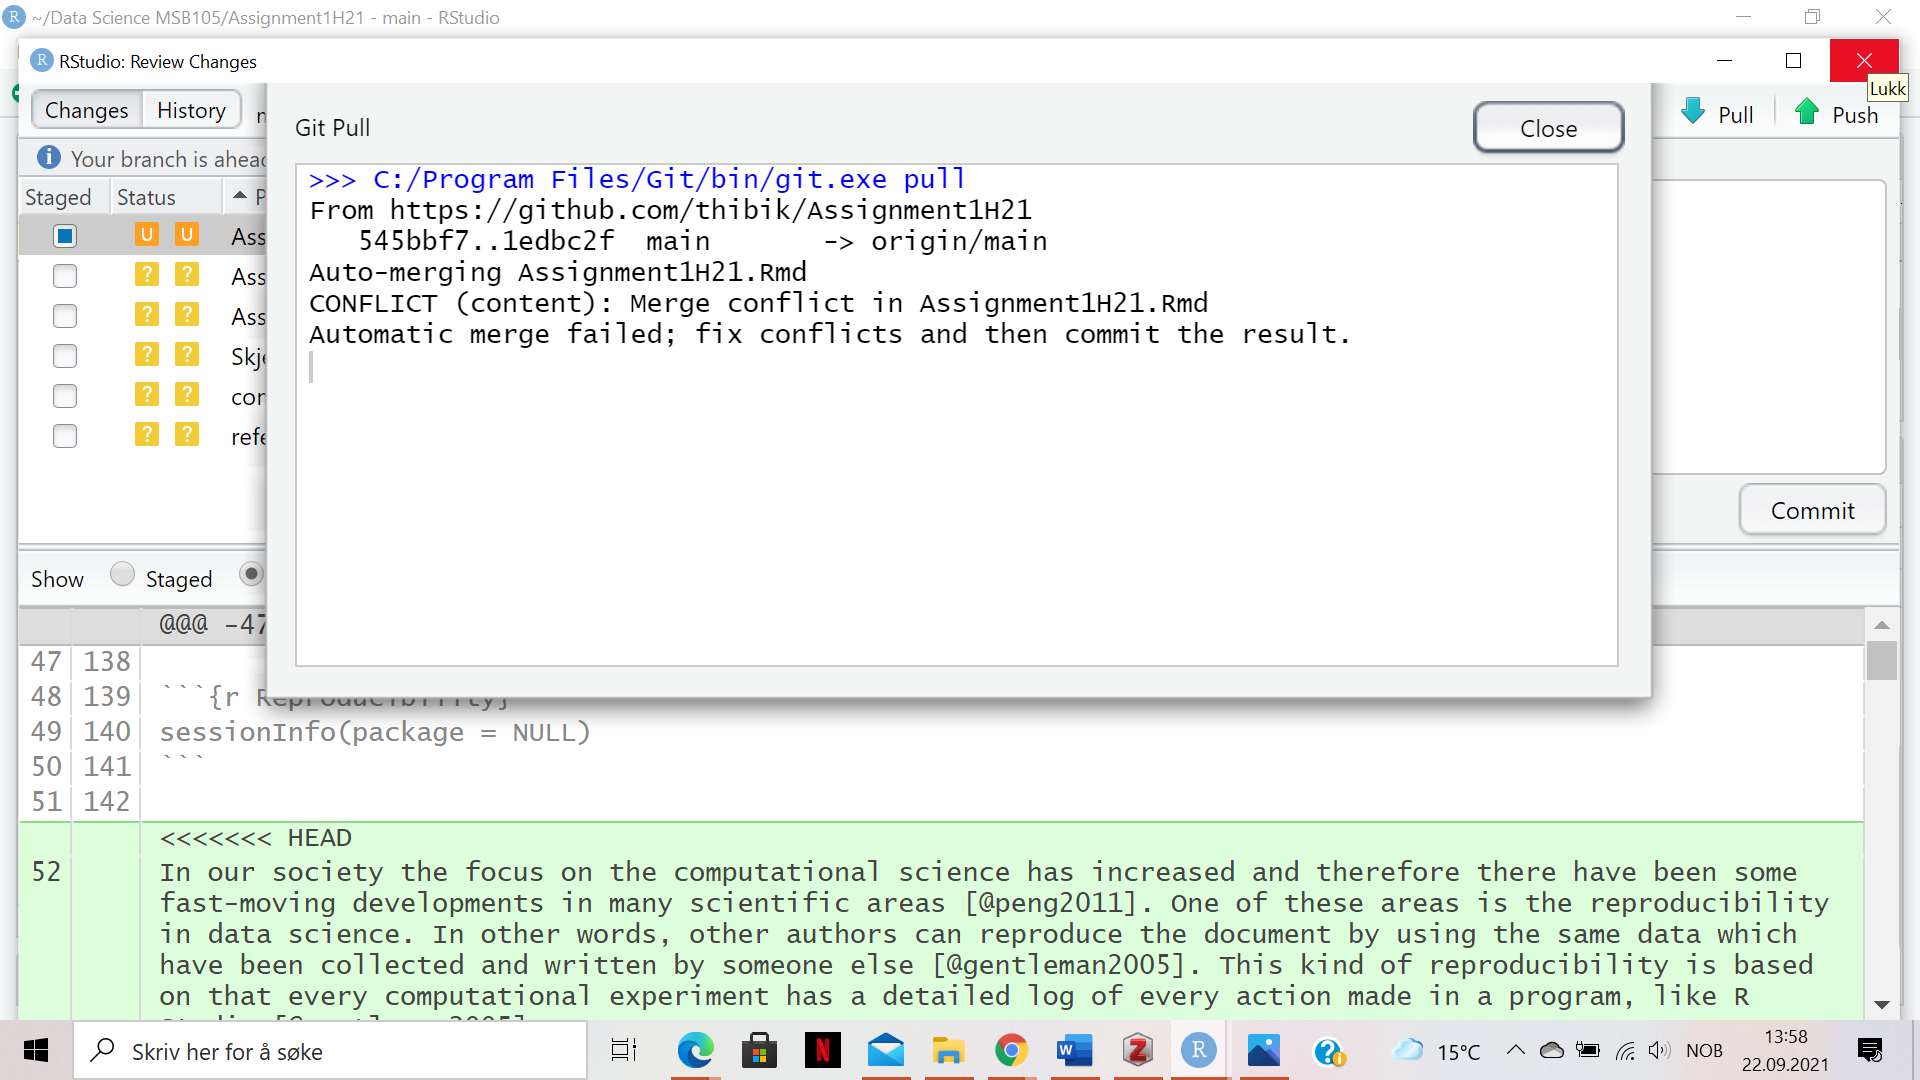 ~/Data Science MSB105/Assignment1H21 - main - RStudio
RStudio: Review Changes
Lukk
Changes
History
Pull
Push
Git Pull
Close
Your branch is ahead
Staged
Status
>>> C:/Program Files/Git/bin/git.exe pull
From https://github.com/thibik/Assignment1H21
545bbf7..1edbc2f main -> origin/main
Auto-merging Assignment1H21.Rmd
CONFLICT (content): Merge conflict in Assignment1H21.Rmd
Automatic merge failed; fix conflicts and then commit the result.
U U Ass
? ? Ass
? ? Ass
? ? Skje
? ? cor
? ? refe
Commit
Show
Staged
@@@ -47
47 138
48 139 ```{r Reproducibility}
49 140 sessionInfo(package = NULL)
50 141 ```
51 142
<<<<<<< HEAD
52 In our society the focus on the computational science has increased and therefore there have been some
fast-moving developments in many scientific areas [@peng2011]. One of these areas is the reproducibility
in data science. In other words, other authors can reproduce the document by using the same data which
have been collected and written by someone else [@gentleman2005]. This kind of reproducibility is based
on that every computational experiment has a detailed log of every action made in a program, like R
Skriv her for å søke
15°C
NOB
13:58
22.09.2021